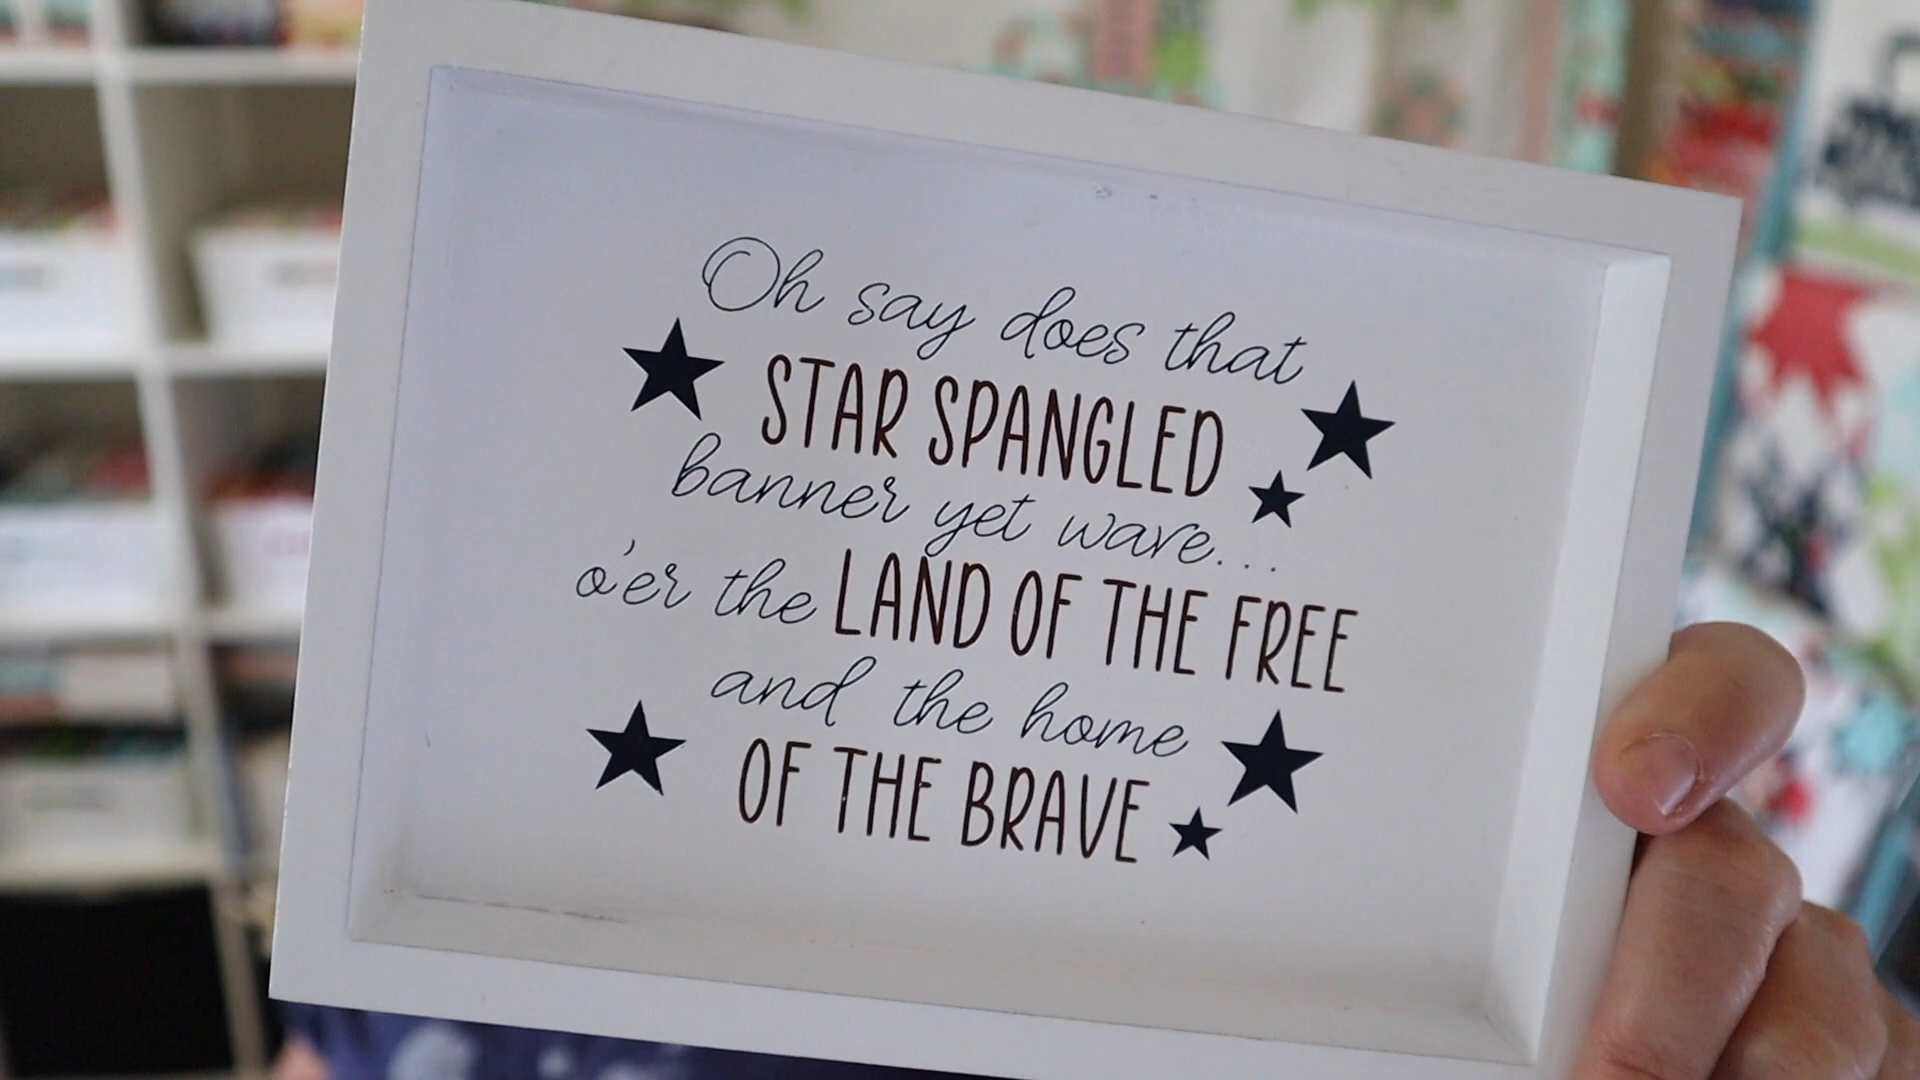 Oh say does that
STAR SPANGLED
banner yet wave...
o'er the LAND OF THE FREE
and the home
OF THE BRAVE